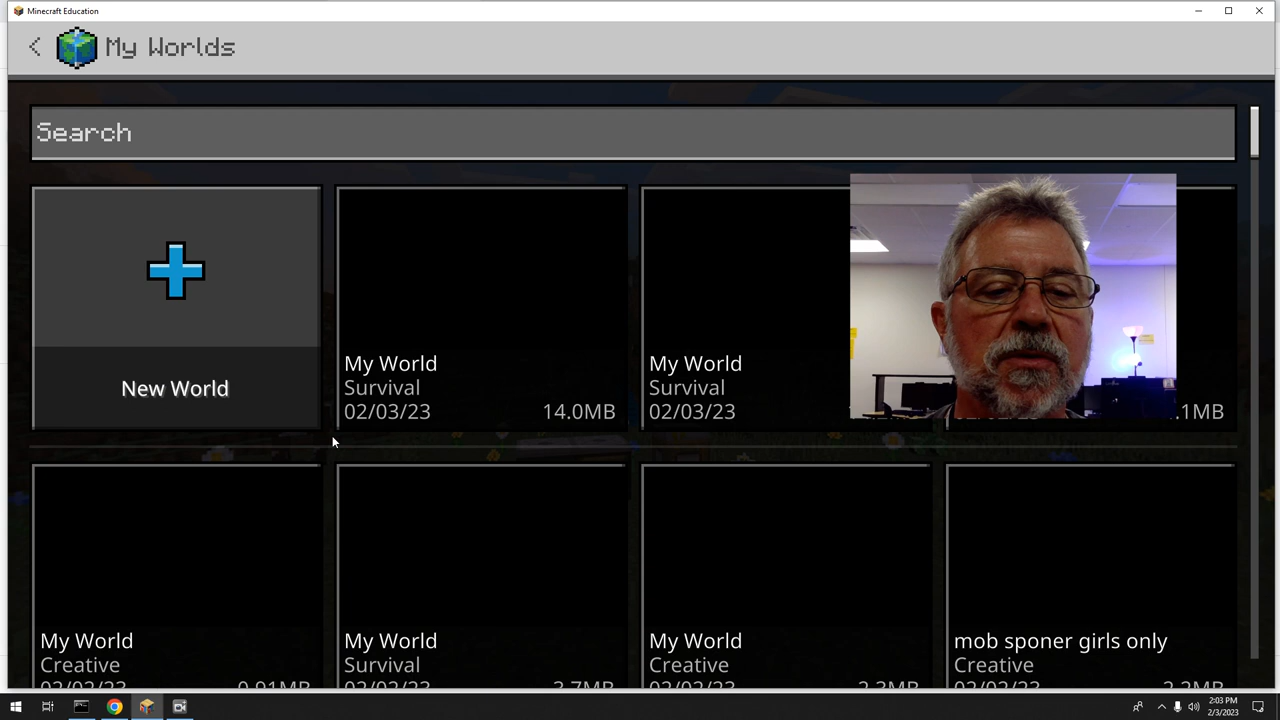 Minecraft Education
My Worlds
Search
New World
My World
Survival
02/03/23 14.0MB
My World
Survival
02/03/23
.1MB
My World
Creative
My World
Survival
My World
Creative
mob sponer girls only
Creative
2:03 PM
2/3/2023